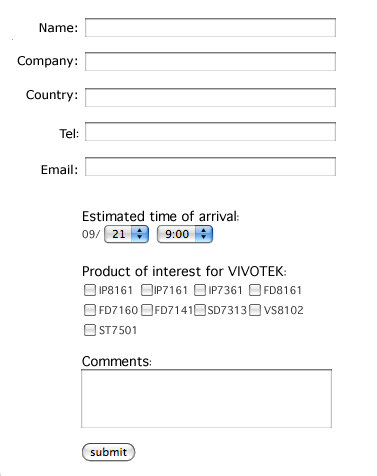 Name:
Company:
Country:
Tel:
Email:
Estimated time of arrival:
09/ 21 9:00
Product of interest for VIVOTEK:
IP8161 IP7161 IP7361 FD8161
FD7160 FD7141 SD7313 VS8102
ST7501
Comments:
submit